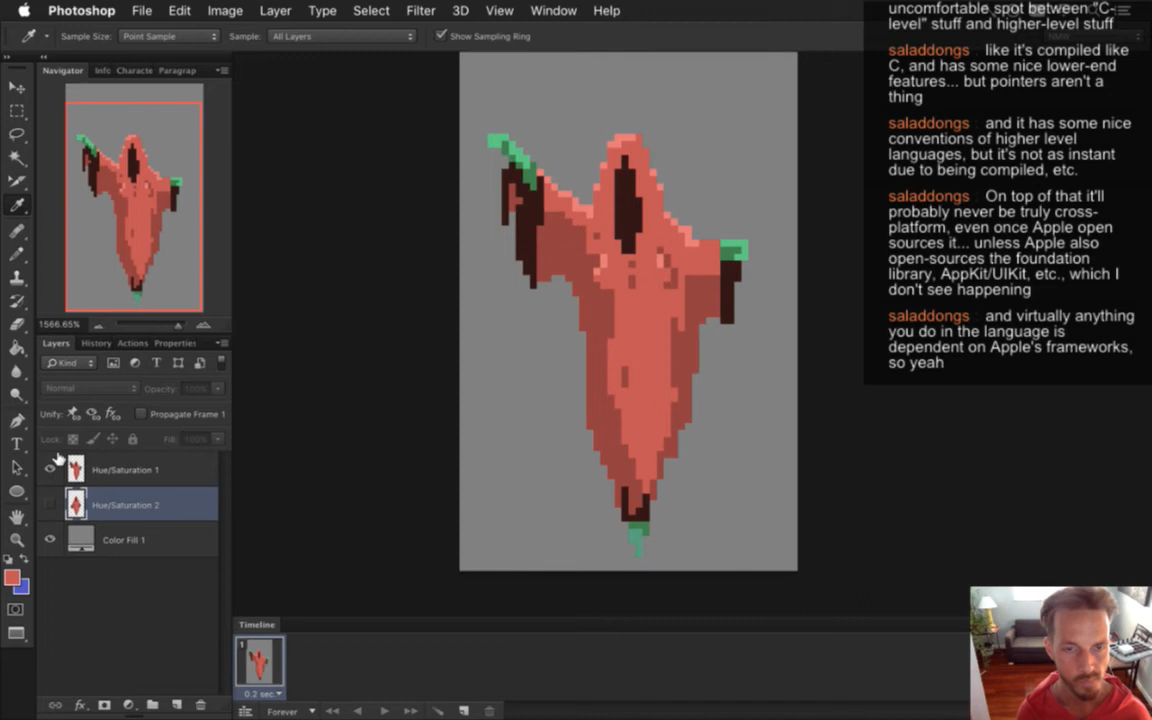 Photoshop File Edit Image Layer Type Select Filter 3D View Window Help
Sample Size: Point Sample Sample: All Layers Show Sampling Ring
Navigator Info Characte Paragrap
1566.65%
Layers History Actions Properties
Kind
Normal Opacity: 100%
Unify: Propagate Frame 1
Lock: Fill: 100%
Hue/Saturation 1
Hue/Saturation 2
Color Fill 1
Timeline
1
0.2 sec.
Forever
uncomfortable spot between "C-
level" stuff and higher-level stuff
saladdongs : like it's compiled like
C, and has some nice lower-end
features... but pointers aren't a
thing
saladdongs : and it has some nice
conventions of higher level
languages, but it's not as instant
due to being compiled, etc.
saladdongs : On top of that it'll
probably never be truly cross-
platform, even once Apple open
sources it... unless Apple also
open-sources the foundation
library, AppKit/UIKit, etc., which I
don't see happening
saladdongs : and virtually anything
you do in the language is
dependent on Apple's frameworks,
so yeah